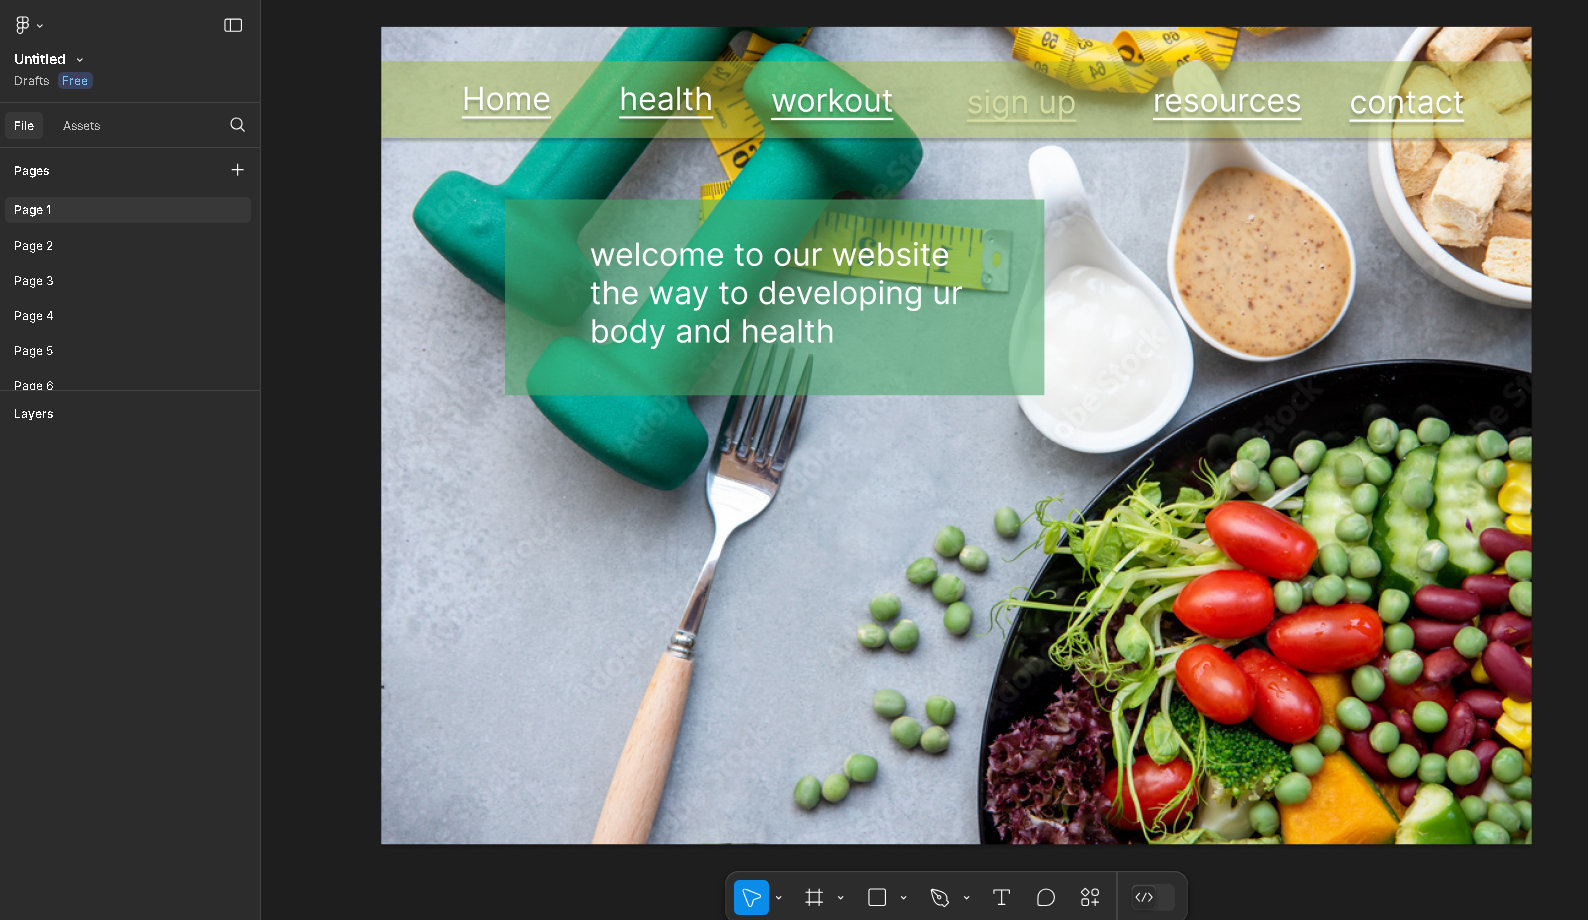 Untitled
Drafts Free
File Assets
Pages
Page 1
Page 2
Page 3
Page 4
Page 5
Page 6
Layers
Home health workout sign up resources contact
welcome to our website
the way to developing ur
body and health
Adobe Stock